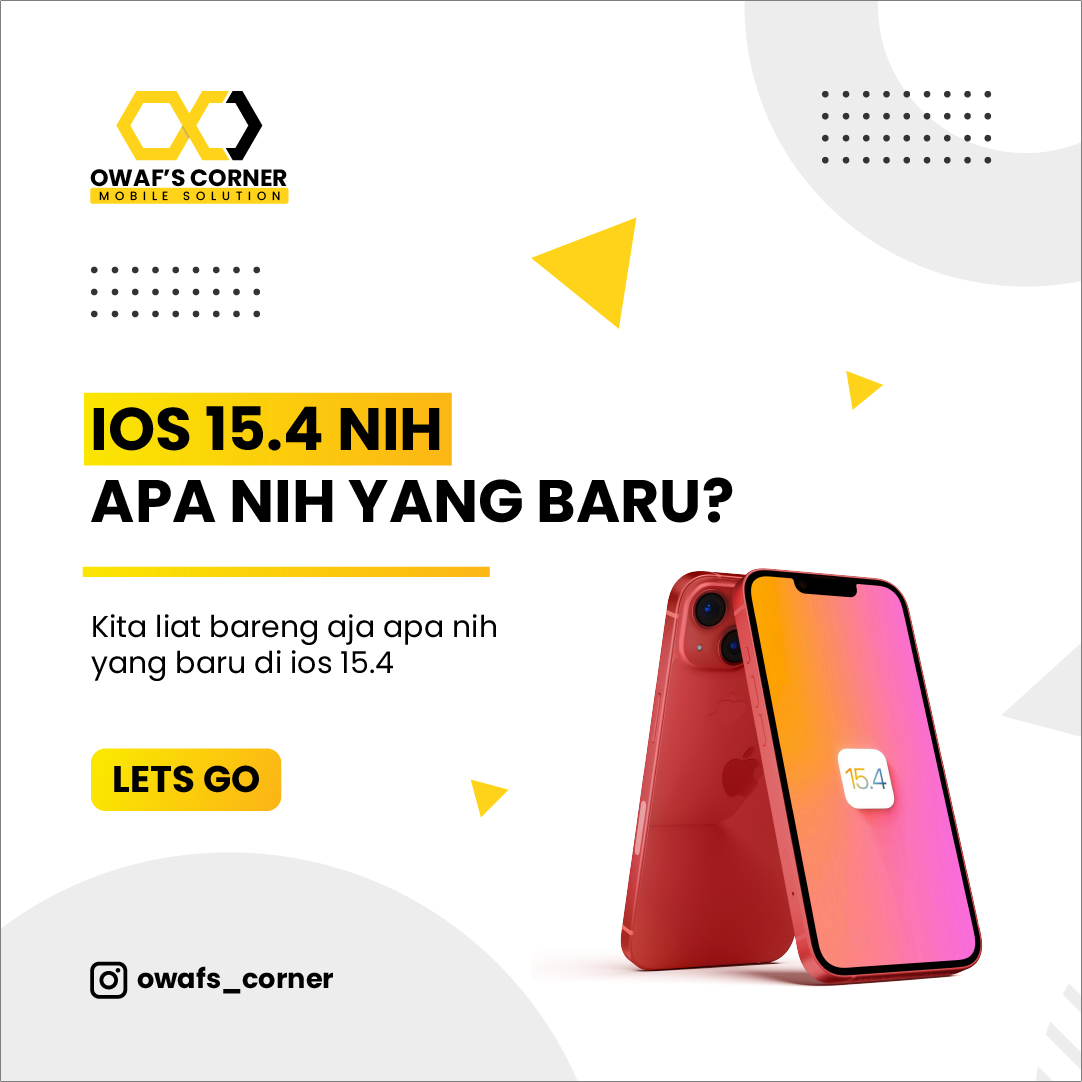 OWAF'S CORNER
MOBILE SOLUTION
IOS 15.4 NIH
APA NIH YANG BARU?
Kita liat bareng aja apa nih
yang baru di ios 15.4
15.4
LETS GO
owafs_corner